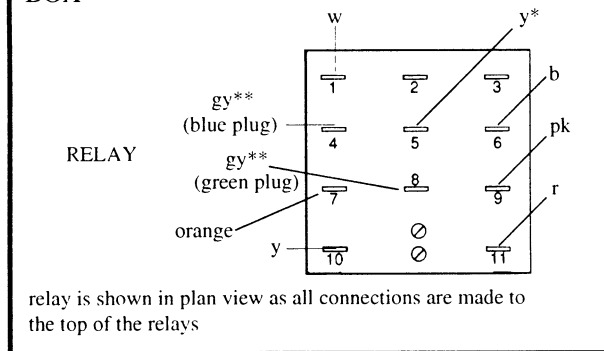 BOX
w
y*
1
2
3
b
gy**
(blue plug)
4
5
6
pk
RELAY
gy**
(green plug)
8
7
9
r
orange
y
10
11
relay is shown in plan view as all connections are made to
the top of the relays